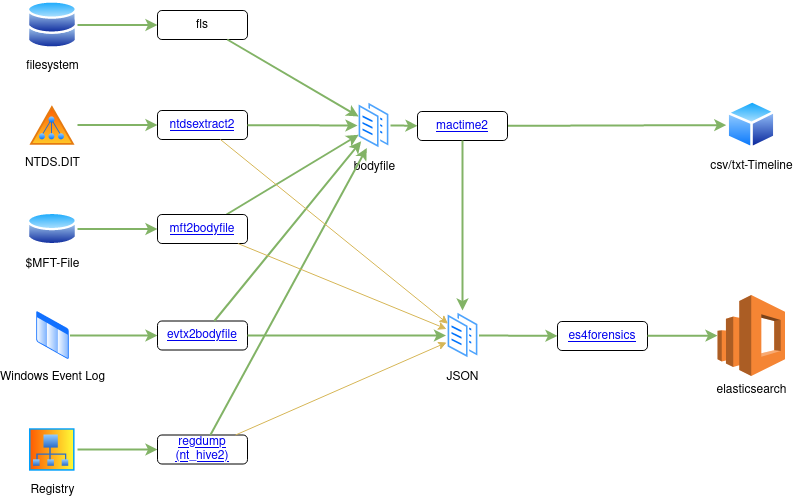 fls
filesystem
ntdsextract2
mactime2
NTDS.DIT
bodyfile
csv/txt-Timeline
mft2bodyfile
$MFT-File
evtx2bodyfile
es4forensics
Windows Event Log
JSON
elasticsearch
regdump
(nt_hive2)
Registry